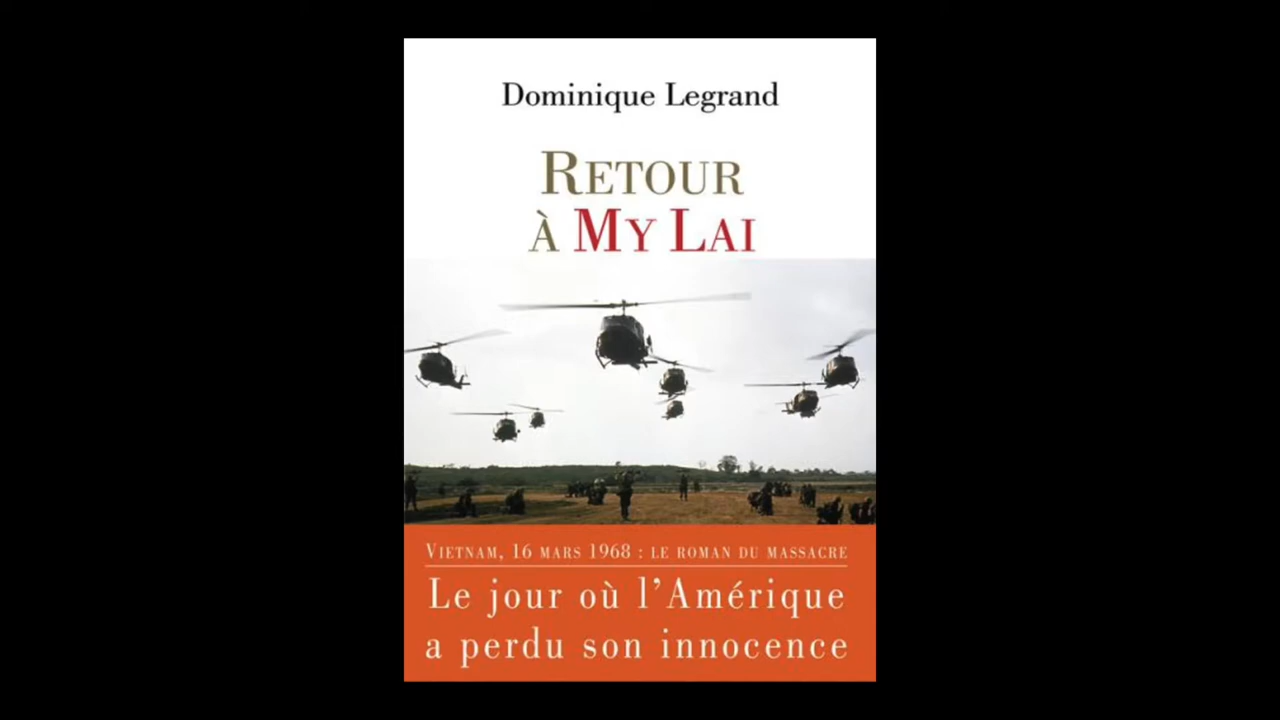 Dominique Legrand
RETOUR
À MY LAI
VIETNAM, 16 MARS 1968 : LE ROMAN DU MASSACRE
Le jour où l'Amérique
a perdu son innocence